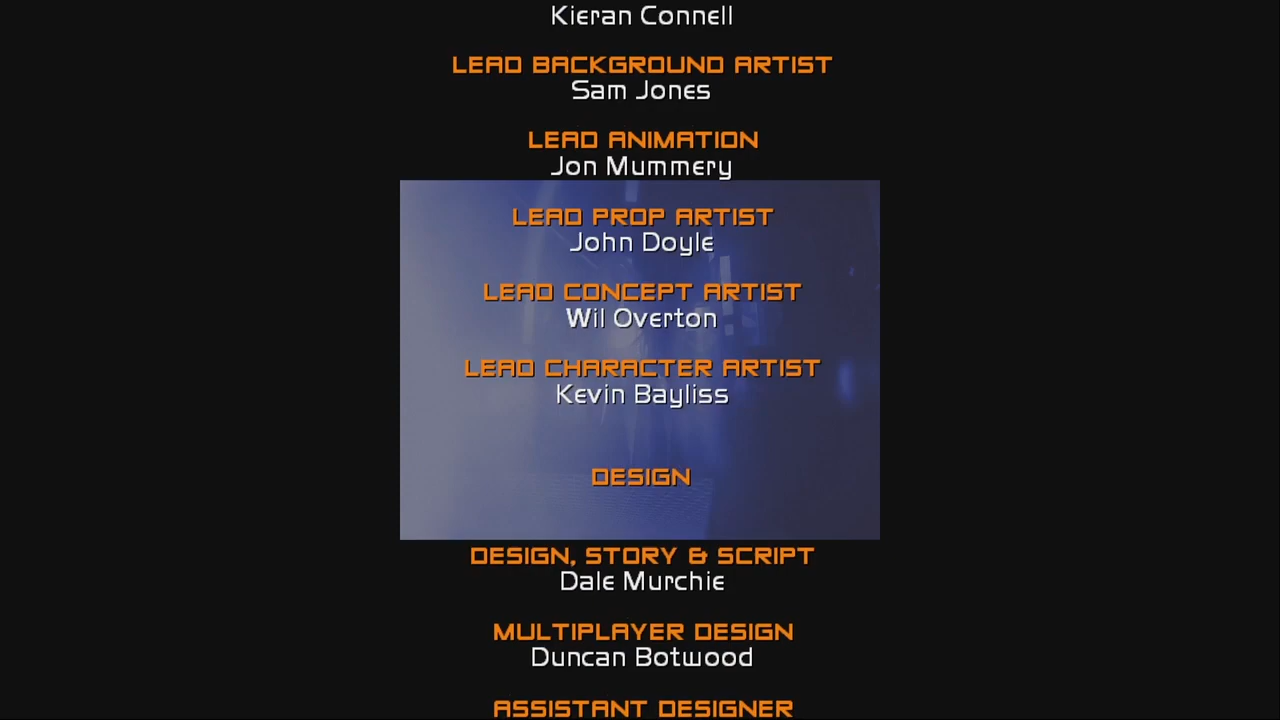 Kieran Connell
LEAD BACKGROUND ARTIST
Sam Jones
LEAD ANIMATION
Jon Mummery
LEAD PROP ARTIST
John Doyle
LEAD CONCEPT ARTIST
Wil Overton
LEAD CHARACTER ARTIST
Kevin Bayliss
DESIGN
DESIGN, STORY & SCRIPT
Dale Murchie
MULTIPLAYER DESIGN
Duncan Botwood
ASSISTANT DESIGNER